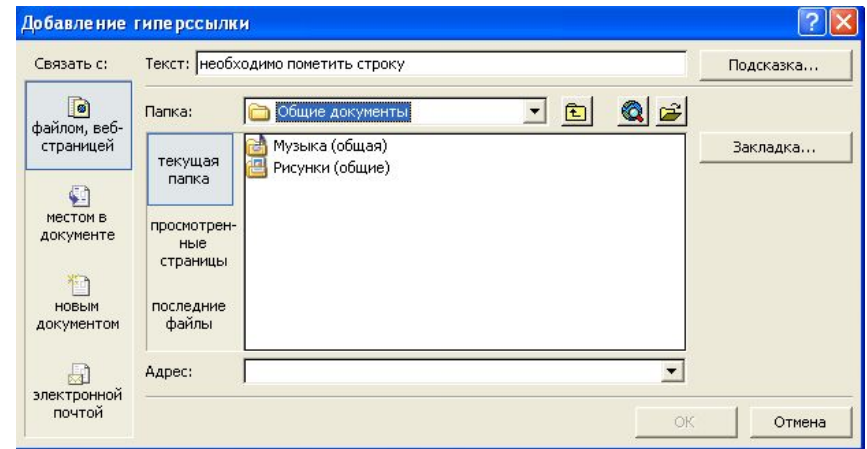 Добавление гиперссылки
Связать с:
Текст: необходимо пометить строку
Подсказка...
файлом, веб-
страницей
местом в
документе
новым
документом
электронной
почтой
Папка: Общие документы
текущая
папка
просмотрен-
ные
страницы
последние
файлы
Музыка (общая)
Рисунки (общие)
Закладка...
Адрес:
ОК
Отмена